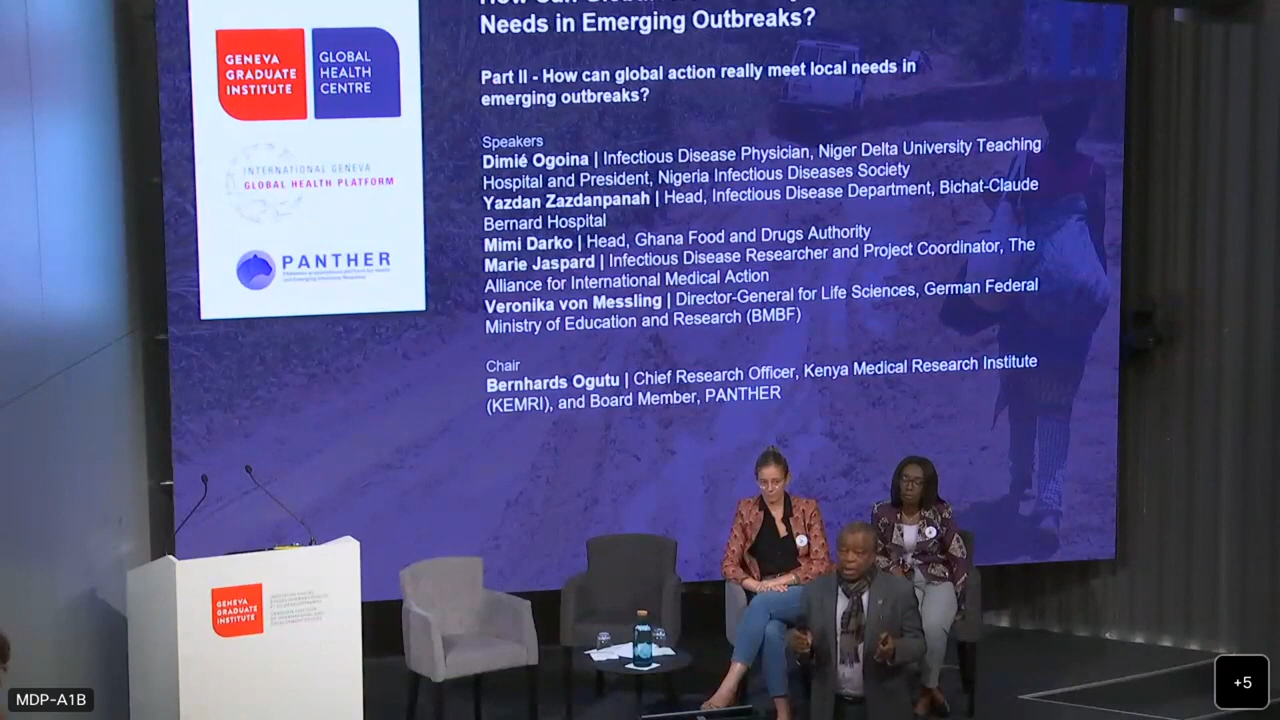 Needs in Emerging Outbreaks?
Part II - How can global action really meet local needs in
emerging outbreaks?
Speakers
Dimié Ogoina | Infectious Disease Physician, Niger Delta University Teaching
Hospital and President, Nigeria Infectious Diseases Society
Yazdan Zazdanpanah | Head, Infectious Disease Department, Bichat-Claude
Bernard Hospital
Mimi Darko | Head, Ghana Food and Drugs Authority
Marie Jaspard | Infectious Disease Researcher and Project Coordinator, The
Alliance for International Medical Action
Veronika von Messling | Director-General for Life Sciences, German Federal
Ministry of Education and Research (BMBF)
Chair
Bernhards Ogutu | Chief Research Officer, Kenya Medical Research Institute
(KEMRI), and Board Member, PANTHER
GENEVA
GRADUATE
INSTITUTE
GLOBAL
HEALTH
CENTRE
INTERNATIONAL GENEVA
GLOBAL HEALTH PLATFORM
PANTHER
GENEVA
GRADUATE
INSTITUTE
MDP-A1B
+5